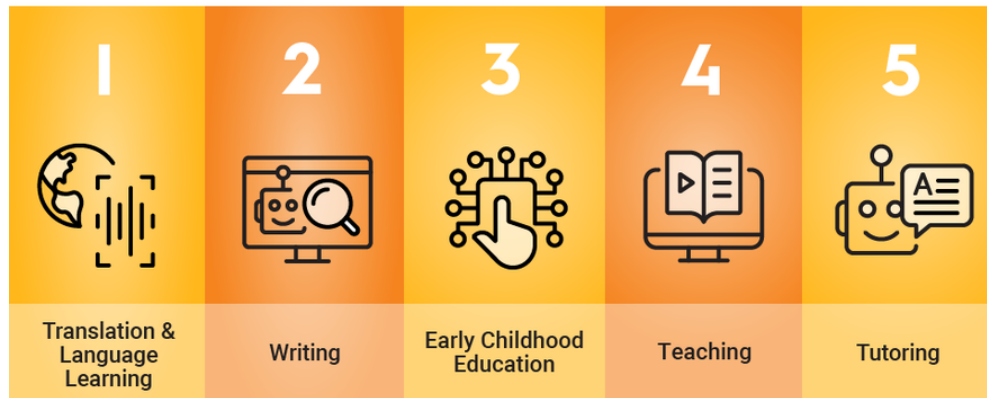 1
2
3
4
5
A
Translation &
Language
Learning
Writing
Early Childhood
Education
Teaching
Tutoring